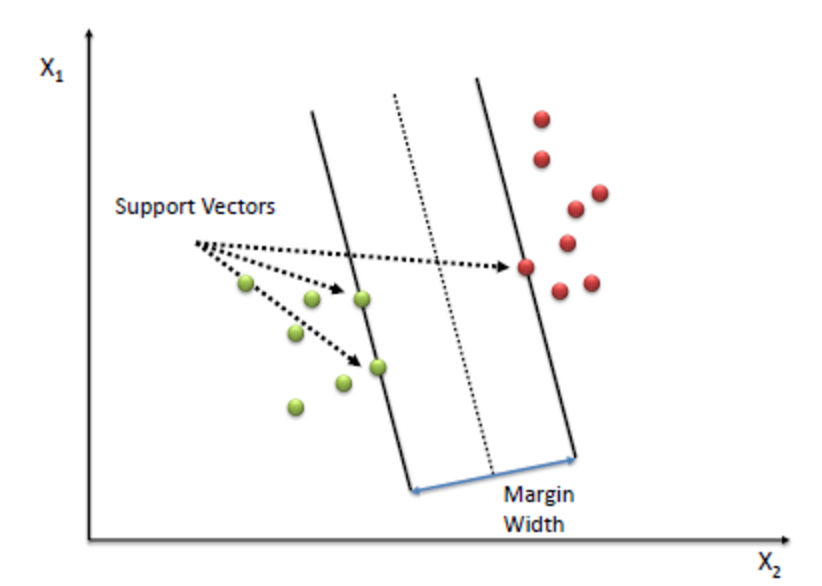 X₁
Support Vectors
Margin
Width
X₂